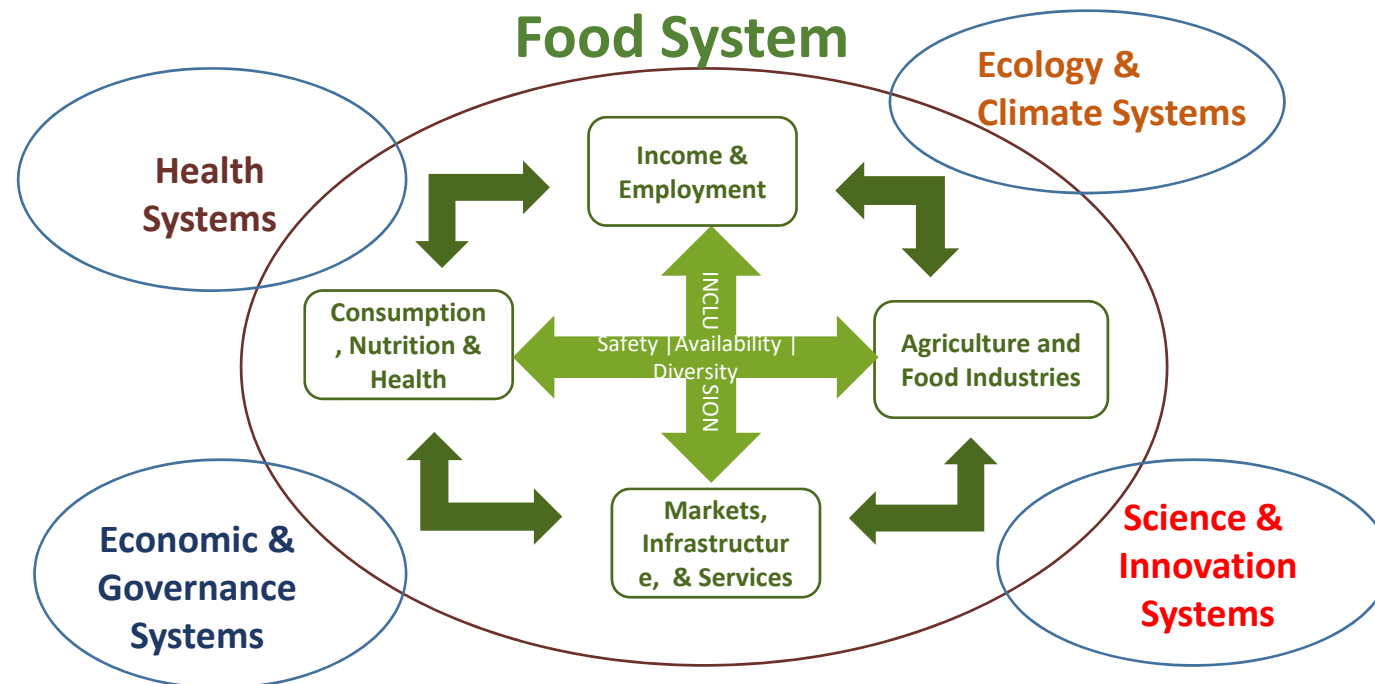 Food System
Ecology &
Climate Systems
Health
Systems
Income &
Employment
INCLU
SION
Consumption
, Nutrition &
Health
Safety |Availability |
Diversity
Agriculture and
Food Industries
Markets,
Infrastructur
e,  & Services
Economic &
Governance
Systems
Science &
Innovation
Systems